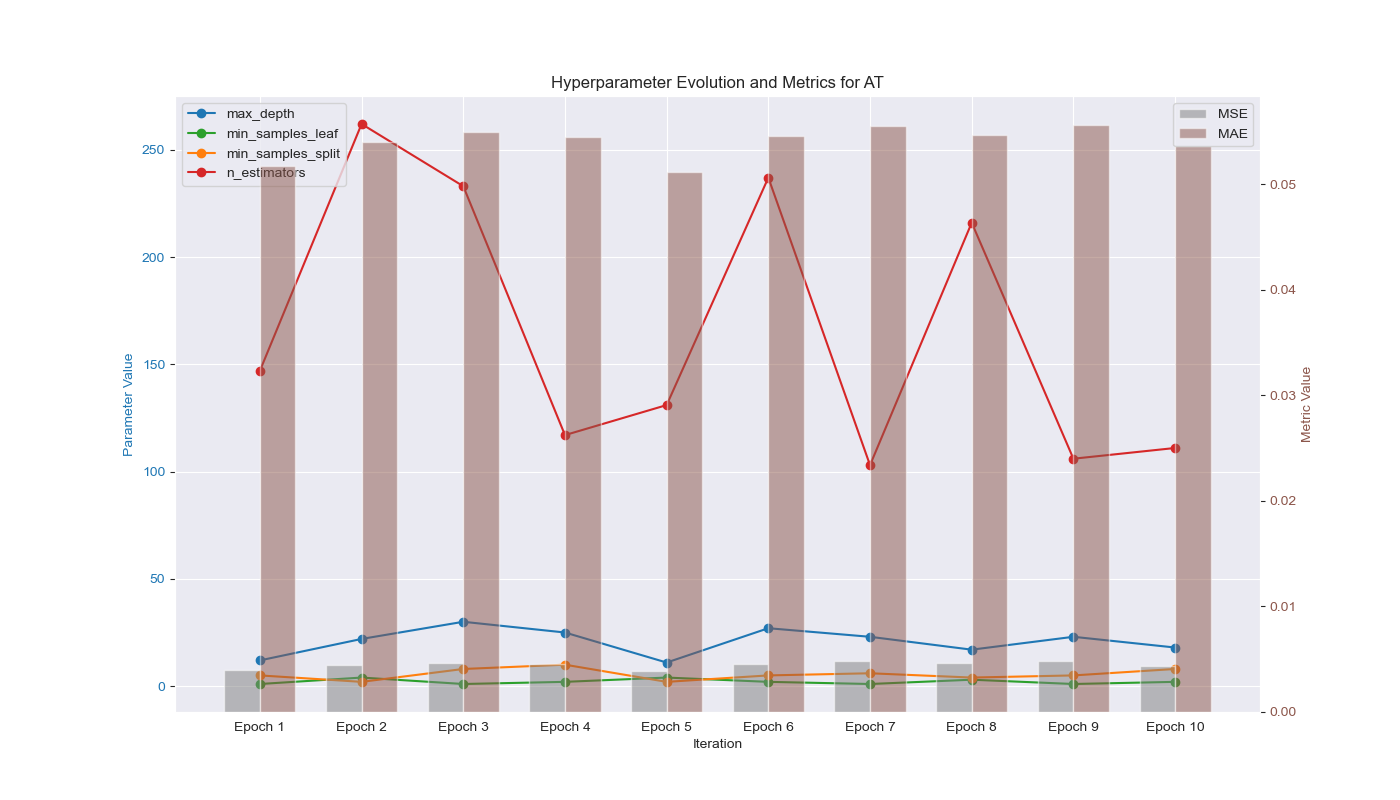 Hyperparameter Evolution and Metrics for AT
max_depth
min_samples_leaf
min_samples_split
n_estimators
MSE
MAE
250
200
150
100
50
0
Parameter Value
0.05
0.04
0.03
0.02
0.01
0.00
Metric Value
Epoch 1 Epoch 2 Epoch 3 Epoch 4 Epoch 5 Epoch 6 Epoch 7 Epoch 8 Epoch 9 Epoch 10
Iteration